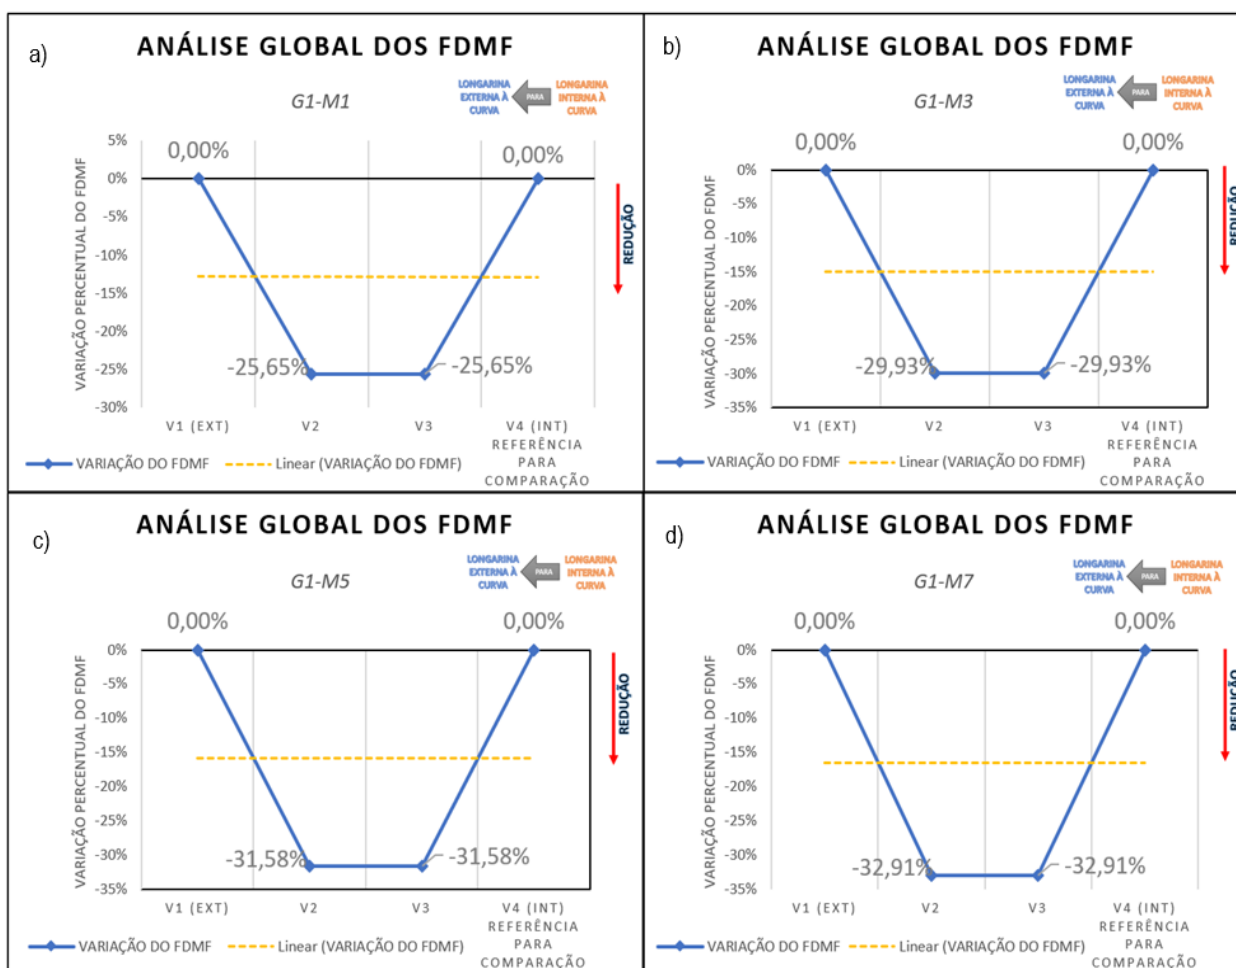 a)
ANÁLISE GLOBAL DOS FDMF
G1-M1
LONGARINA
EXTERNA À
CURVA
PARA
LONGARINA
INTERNA À
CURVA
VARIAÇÃO PERCENTUAL DO FDMF
5%
0%
-5%
-10%
-15%
-20%
-25%
-30%
0,00%
-25,65%
-25,65%
0,00%
REDUÇÃO
V1 (EXT)
V2
V3
V4 (INT)
REFERÊNCIA
PARA
COMPARAÇÃO
VARIAÇÃO DO FDMF
Linear (VARIAÇÃO DO FDMF)
b)
ANÁLISE GLOBAL DOS FDMF
G1-M3
LONGARINA
EXTERNA À
CURVA
PARA
LONGARINA
INTERNA À
CURVA
VARIAÇÃO PERCENTUAL DO FDMF
0%
-5%
-10%
-15%
-20%
-25%
-30%
-35%
0,00%
-29,93%
-29,93%
0,00%
REDUÇÃO
V1 (EXT)
V2
V3
V4 (INT)
REFERÊNCIA
PARA
COMPARAÇÃO
VARIAÇÃO DO FDMF
Linear (VARIAÇÃO DO FDMF)
c)
ANÁLISE GLOBAL DOS FDMF
G1-M5
LONGARINA
EXTERNA À
CURVA
PARA
LONGARINA
INTERNA À
CURVA
VARIAÇÃO PERCENTUAL DO FDMF
0%
-5%
-10%
-15%
-20%
-25%
-30%
-35%
0,00%
-31,58%
-31,58%
0,00%
REDUÇÃO
V1 (EXT)
V2
V3
V4 (INT)
REFERÊNCIA
PARA
COMPARAÇÃO
VARIAÇÃO DO FDMF
Linear (VARIAÇÃO DO FDMF)
d)
ANÁLISE GLOBAL DOS FDMF
G1-M7
LONGARINA
EXTERNA À
CURVA
PARA
LONGARINA
INTERNA À
CURVA
VARIAÇÃO PERCENTUAL DO FDMF
0%
-5%
-10%
-15%
-20%
-25%
-30%
-35%
0,00%
-32,91%
-32,91%
0,00%
REDUÇÃO
V1 (EXT)
V2
V3
V4 (INT)
REFERÊNCIA
PARA
COMPARAÇÃO
VARIAÇÃO DO FDMF
Linear (VARIAÇÃO DO FDMF)